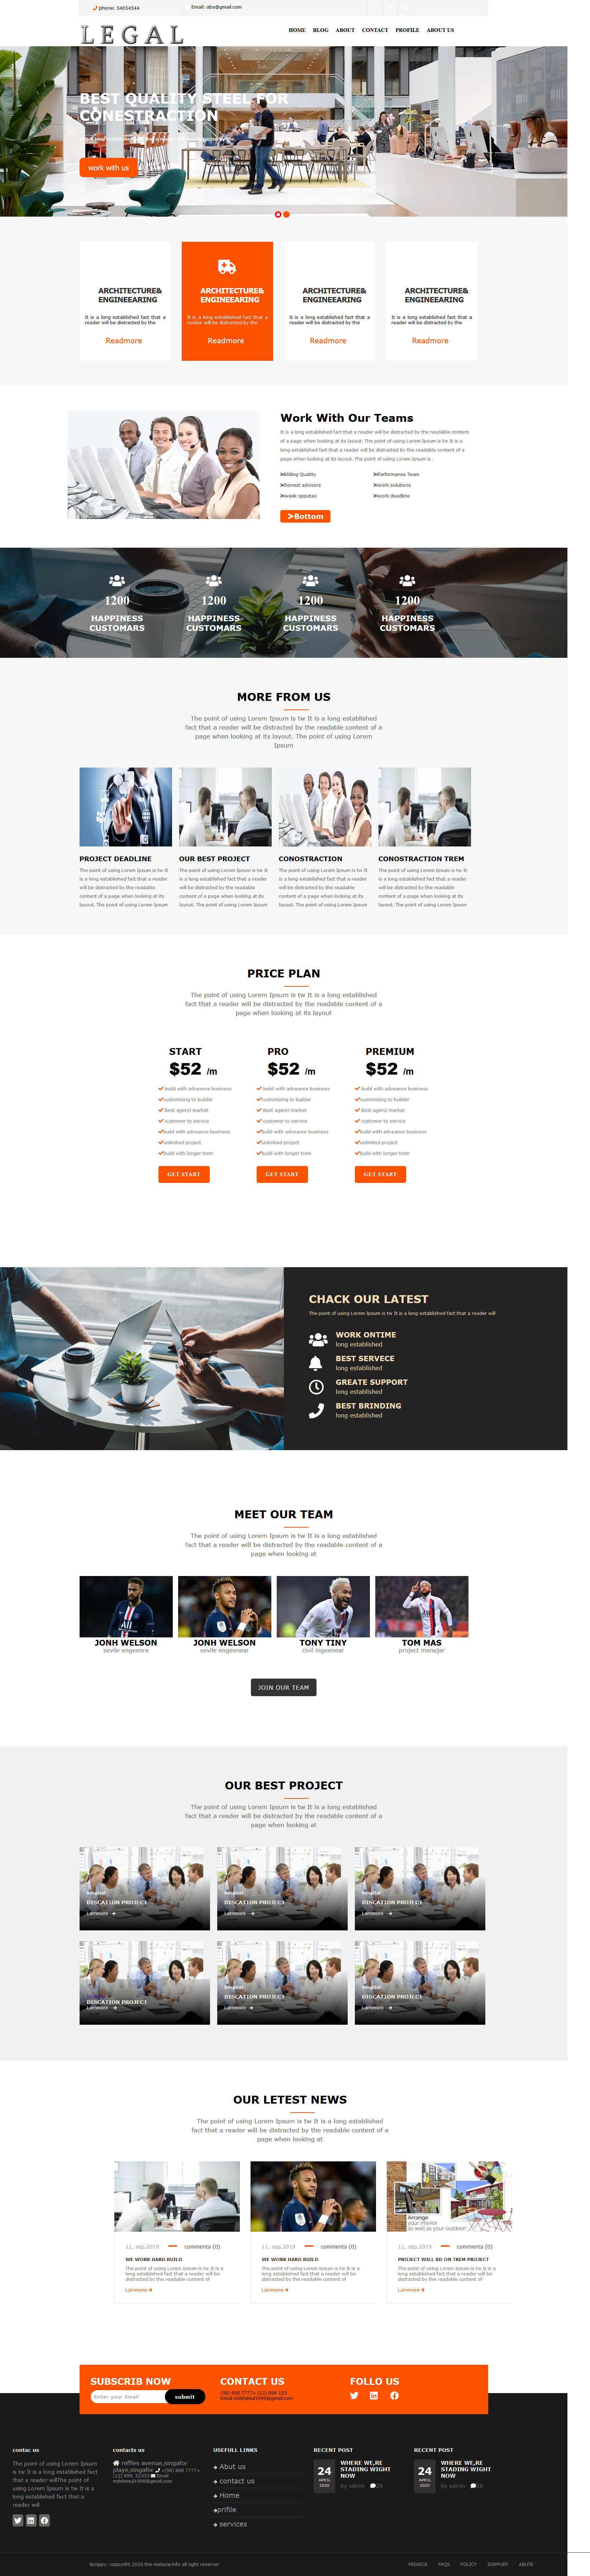 phone: 54654544
Email: aba@gmail.com
LEGAL
HOME BLOG ABOUT CONTACT PROFILE ABOUT US
BEST QUALITY STEEL FOR
CONESTRACTION
work with us
ARCHITECTURE&
ENGINEEARING
It is a long established fact that a
reader will be distracted by the
Readmore
ARCHITECTURE&
ENGINEEARING
It is a long established fact that a
reader will be distracted by the
Readmore
ARCHITECTURE&
ENGINEEARING
It is a long established fact that a
reader will be distracted by the
Readmore
ARCHITECTURE&
ENGINEEARING
It is a long established fact that a
reader will be distracted by the
Readmore
Work With Our Teams
It is a long established fact that a reader will be distracted by the readable content
of a page when looking at its layout. The point of using Lorem Ipsum is tw It is a
long established fact that a reader will be distracted by the readable content of a
page when looking at its layout. The point of using Lorem Ipsum is .
Bilding Quality
Farformanse Team
honest advisors
work solutions
week spputas
work deadline
>Bottom
1200
HAPPINESS
CUSTOMARS
1200
HAPPINESS
CUSTOMARS
1200
HAPPINESS
CUSTOMARS
1200
HAPPINESS
CUSTOMARS
MORE FROM US
The point of using Lorem Ipsum is tw It is a long established
fact that a reader will be distracted by the readable content of a
page when looking at its layout. The point of using Lorem
Ipsum
PROJECT DEADLINE
The point of using Lorem Ipsum is tw It
is a long established fact that a reader
will be distracted by the readable
content of a page when looking at its
layout. The point of using Lorem Ipsum
OUR BEST PROJECT
The point of using Lorem Ipsum is tw It
is a long established fact that a reader
will be distracted by the readable
content of a page when looking at its
layout. The point of using Lorem Ipsum
CONOSTRACTION
The point of using Lorem Ipsum is tw It
is a long established fact that a reader
will be distracted by the readable
content of a page when looking at its
layout. The point of using Lorem Ipsum
CONOSTRACTION TREM
The point of using Lorem Ipsum is tw It
is a long established fact that a reader
will be distracted by the readable
content of a page when looking at its
layout. The point of using Lorem Ipsum
PRICE PLAN
The point of using Lorem Ipsum is tw It is a long established
fact that a reader will be distracted by the readable content of a
page when looking at its layout
START
$52 /m
build with adveance business
customizing to builder
Best agenci market
customer to service
build with advreance business
unlimited project
build with longer trem
GET START
PRO
$52 /m
build with advreance business
customizing to builder
Best agenci market
customer to service
build with advreance business
unlimited project
build with longer trem
GET START
PREMIUM
$52 /m
build with advreance business
customizing to builder
Best agenci market
customer to service
build with advreance business
unlimited project
build with longer trem
GET START
CHACK OUR LATEST
The point of using Lorem Ipsum is tw It is a long established fact that a reader will
WORK ONTIME
long established
BEST SERVECE
long established
GREATE SUPPORT
long established
BEST BRINDING
long established
MEET OUR TEAM
The point of using Lorem Ipsum is tw It is a long established
fact that a reader will be distracted by the readable content of a
page when looking at
JONH WELSON
sevile engeenre
JONH WELSON
sevile engeenear
TONY TINY
civil ingeenear
TOM MAS
project menejar
JOIN OUR TEAM
OUR BEST PROJECT
The point of using Lorem Ipsum is tw It is a long established
fact that a reader will be distracted by the readable content of a
page when looking at
hospital
DISCATION PROJECT
Larnmore
hospital
DISCATION PROJECT
Larnmore
hospital
DISCATION PROJECT
Larnmore
DISCATION PROJECT
Larnmore
hospital
DISCATION PROJECT
Larnmore
hospital
DISCATION PROJECT
Larnmore
OUR LETEST NEWS
The point of using Lorem Ipsum is tw It is a long established
fact that a reader will be distracted by the readable content of a
page when looking at
11, sep,2019 comments (0)
WE WORK HARD BUILD
The point of using Lorem Ipsum is tw It is a
long established fact that a reader will be
distracted by the readable content of
Larnmore
11, sep,2019 comments (0)
WE WORK HARD BUILD
The point of using Lorem Ipsum is tw It is a
long established fact that a reader will be
distracted by the readable content of
Larnmore
Arrange
your interior
as well as your outdoor!
11, sep,2019 comments (0)
PROJECT WILL BD ON TREM PROJECT
The point of using Lorem Ipsum is tw It is a
long established fact that a reader will be
distracted by the readable content of
Larnmore
SUBSCRIB NOW
Enter your Email
submit
CONTACT US
(98) 888 7777+ (12) 999 123
Email mdshimul1998@gmail.com
FOLLO US
contac us
The point of using Lorem Ipsum
is tw It is a long established fact
that a reader willThe point of
using Lorem Ipsum is tw It is a
long established fact that a
reader will
contacts us
reffles avenue,singafor
playe,singafor +(98) 888 7777+
(12) 999, 22333 Email
mdshimul1998@gmail.com
USEFULL LINKS
Abut us
contact us
Home
prifile
services
RECENT POST
24
APRIL
2020
WHERE WE,RE
STADING WIGHT
NOW
by admin 28
RECENT POST
24
APRIL
2020
WHERE WE,RE
STADING WIGHT
NOW
by admin 28
&coppy: coppyriht 2020 the mwiezas.info all right reserver
PRIVECE FAQS FOLICY SOPPURT ABUTE